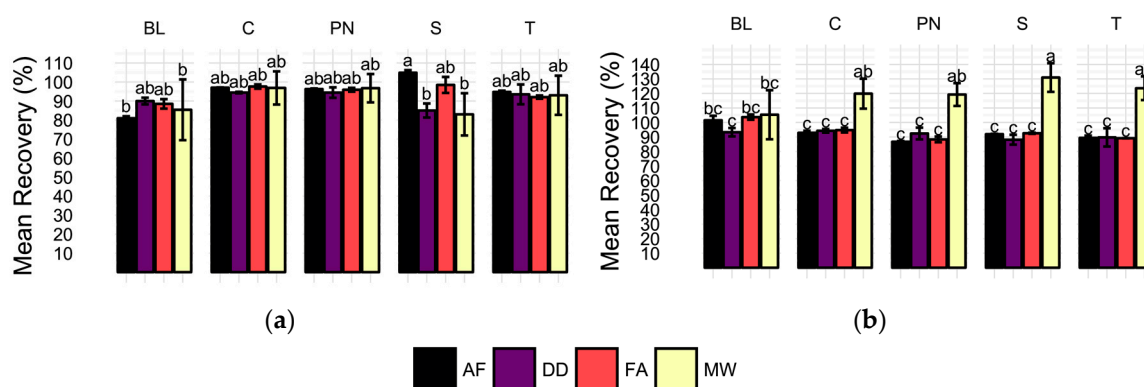 BL C PN S T
Mean Recovery (%)
110
100
90
80
70
60
50
40
30
20
10
b ab ab b
ab ab ab ab
ab ab ab ab
a b ab b
ab ab ab ab
(a)
BL C PN S T
Mean Recovery (%)
140
130
120
110
100
90
80
70
60
50
40
30
20
10
bc c bc bc
c c c ab
c c c ab
c c c a
c c c
(b)
AF DD FA MW